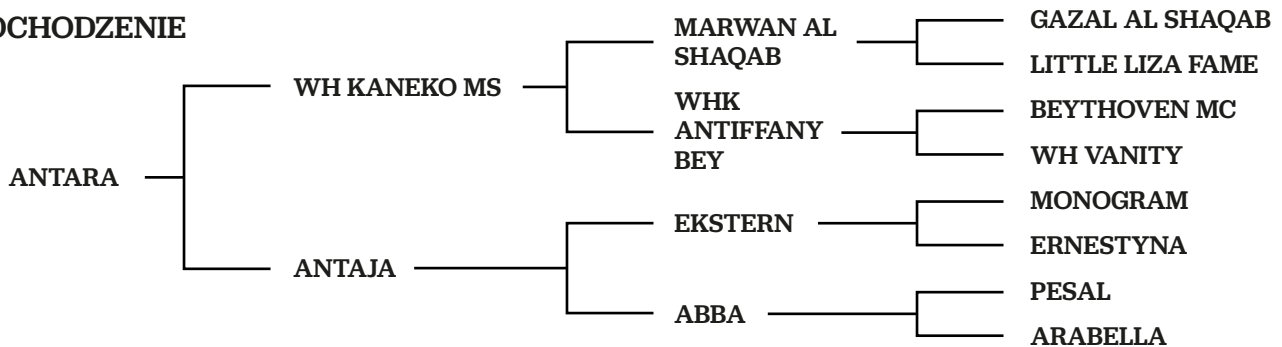 OCHODZENIE
ANTARA
WH KANEKO MS
ANTAJA
MARWAN AL
SHAQAB
WHK
ANTIFFANY
BEY
EKSTERN
ABBA
GAZAL AL SHAQAB
LITTLE LIZA FAME
BEYTHOVEN MC
WH VANITY
MONOGRAM
ERNESTYNA
PESAL
ARABELLA